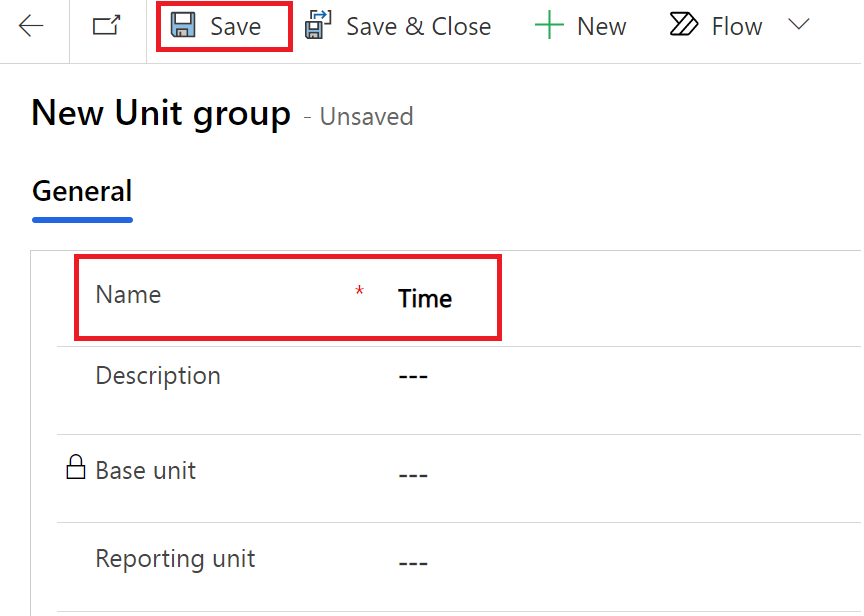 Save Save & Close New Flow
New Unit group - Unsaved
General
Name * Time
Description ---
Base unit ---
Reporting unit ---